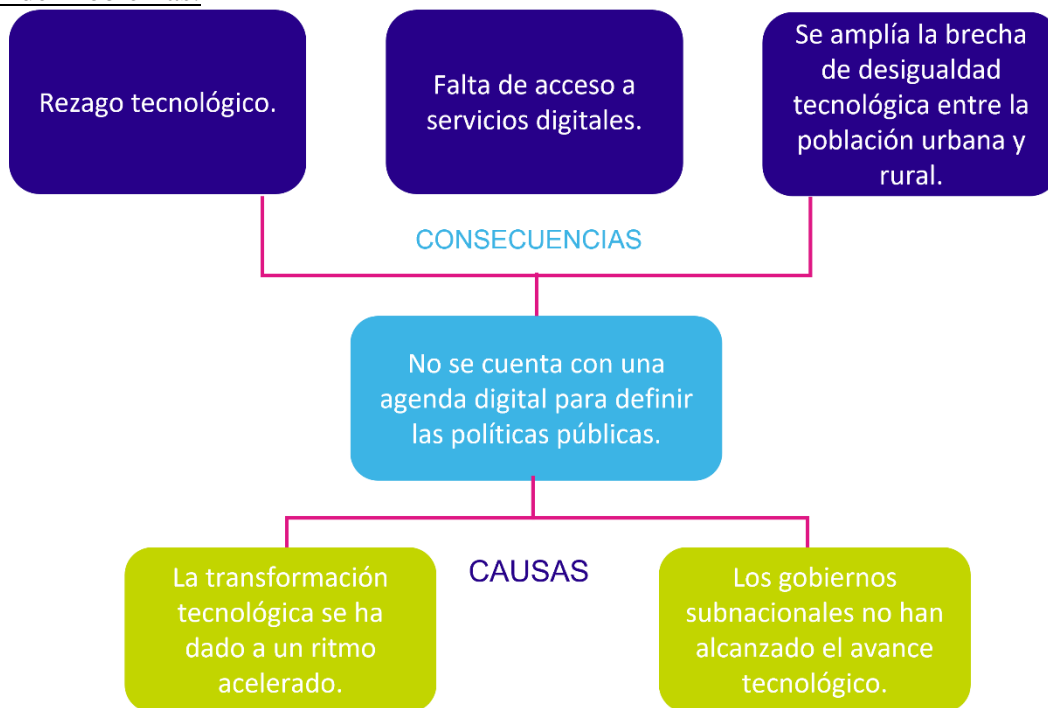 Rezago tecnológico.
Falta de acceso a
servicios digitales.
Se amplía la brecha
de desigualdad
tecnológica entre la
población urbana y
rural.
CONSECUENCIAS
No se cuenta con una
agenda digital para definir
las políticas públicas.
CAUSAS
La transformación
tecnológica se ha
dado a un ritmo
acelerado.
Los gobiernos
subnacionales no han
alcanzado el avance
tecnológico.